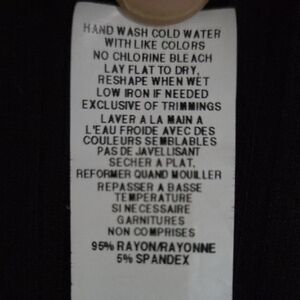 HAND WASH COLD WATER
WITH LIKE COLORS
NO CHLORINE BLEACH
LAY FLAT TO DRY,
RESHAPE WHEN WET
LOW IRON IF NEEDED
EXCLUSIVE OF TRIMMINGS
LAVER A LA MAIN A
L'EAU FROIDE AVEC DES
COULEURS SEMBLABLES
PAS DE JAVELLISANT
SECHER A PLAT,
REFORMER QUAND MOUILLER
REPASSER A BASSE
TEMPERATURE
SI NECESSAIRE
GARNITURES
NON COMPRISES
95% RAYON/RAYONNE
5% SPANDEX